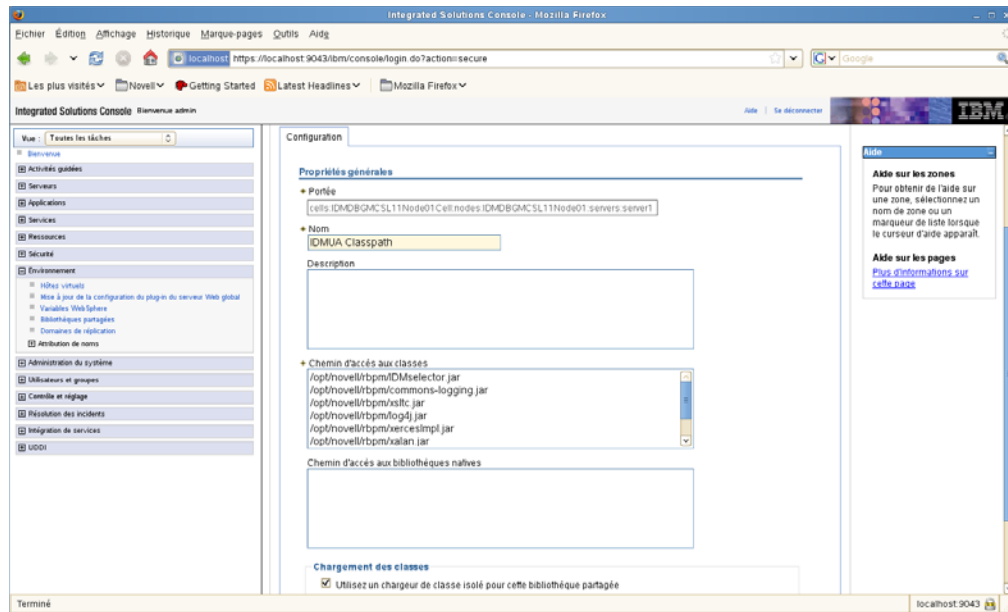 Integrated Solutions Console - Mozilla Firefox
Fichier Édition Affichage Historique Marque-pages Outils Aide
localhost https://localhost:9043/ibm/console/login.do?action=secure
Google
Les plus visités Novell Getting Started Latest Headlines Mozilla Firefox
Integrated Solutions Console Bienvenue admin
Aide | Se déconnecter
IBM.
Vue : Toutes les tâches
Bienvenue
Activités guidées
Serveurs
Applications
Services
Ressources
Sécurité
Environnement
Hôtes virtuels
Mise à jour de la configuration du plug-in du serveur Web global
Variables WebSphere
Bibliothèques partagées
Domaines de réplication
Attribution de noms
Administration du système
Utilisateurs et groupes
Contrôle et réglage
Résolution des incidents
Intégration de services
UDDI
Configuration
Propriétés générales
Portée
cells:IDMDBGMCSL11Node01Cell:nodes:IDMDBGMCSL11Node01:servers:server1
Nom
IDMUA Classpath
Description
Chemin d'accès aux classes
/opt/novell/rbpm/IDMselector.jar
/opt/novell/rbpm/commons-logging.jar
/opt/novell/rbpm/xsltc.jar
/opt/novell/rbpm/log4j.jar
/opt/novell/rbpm/xercesImpl.jar
/opt/novell/rbpm/xalan.jar
Chemin d'accès aux bibliothèques natives
Chargement des classes
Utilisez un chargeur de classe isolé pour cette bibliothèque partagée
Aide
Aide sur les zones
Pour obtenir de l'aide sur
une zone, sélectionnez un
nom de zone ou un
marqueur de liste lorsque
le curseur d'aide apparaît.
Aide sur les pages
Plus d'informations sur
cette page
Terminé
localhost:9043